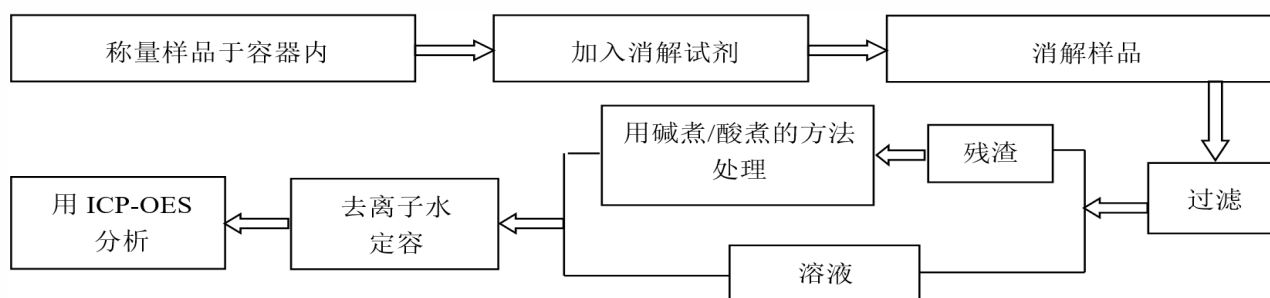 称量样品于容器内
加入消解试剂
消解样品
用碱煮/酸煮的方法
处理
残渣
过滤
用 ICP-OES
分析
去离子水
定容
溶液